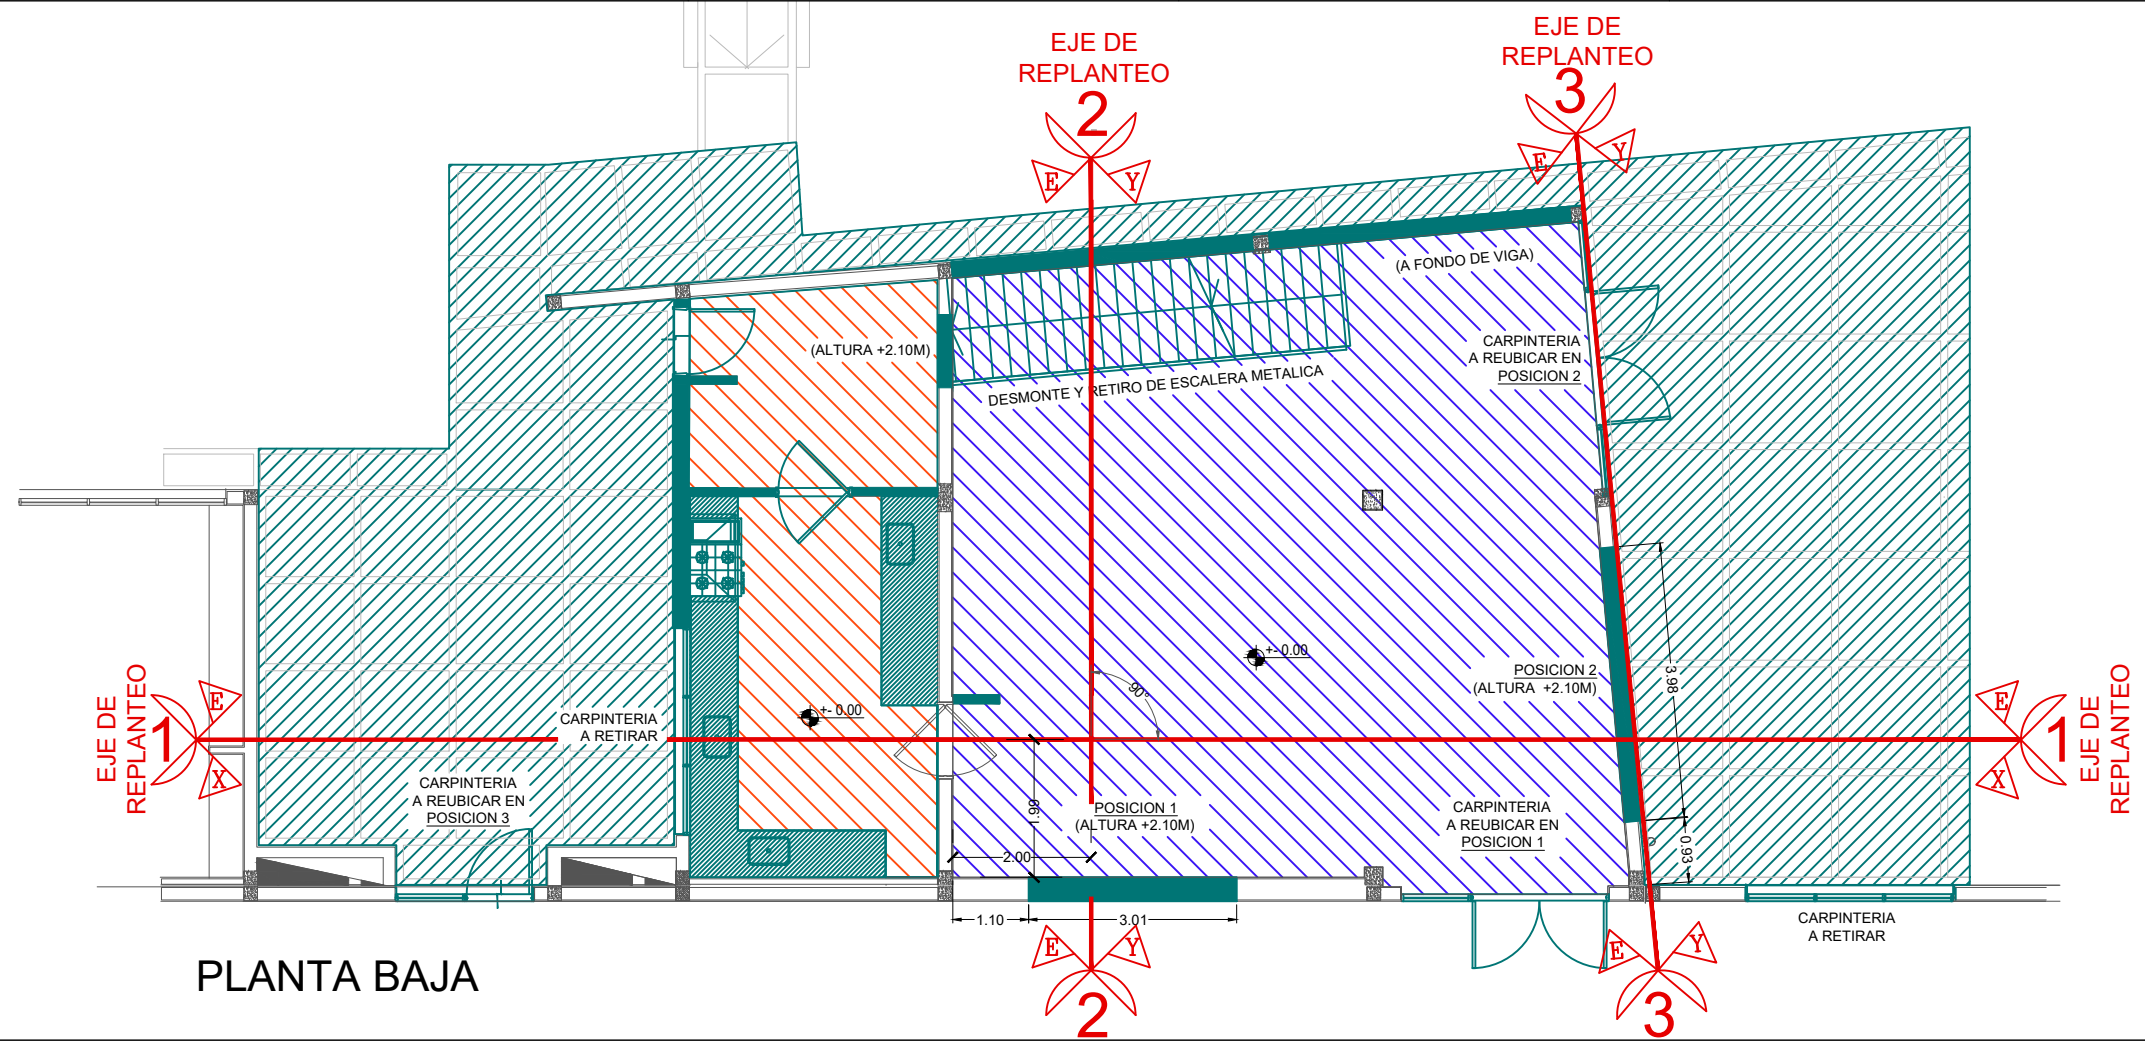 EJE DE
REPLANTEO
2
E
Y
EJE DE
REPLANTEO
3
E
Y
(A FONDO DE VIGA)
(ALTURA +2.10M)
DESMONTE Y RETIRO DE ESCALERA METALICA
CARPINTERIA
A REUBICAR EN
POSICION 2
+- 0.00
+- 0.00
90°
POSICION 2
(ALTURA +2.10M)
3.98
0.93
EJE DE
REPLANTEO
1
E
X
CARPINTERIA
A RETIRAR
CARPINTERIA
A REUBICAR EN
POSICION 3
1.99
2.00
POSICION 1
(ALTURA +2.10M)
CARPINTERIA
A REUBICAR EN
POSICION 1
E
X
1
EJE DE
REPLANTEO
1.10
3.01
CARPINTERIA
A RETIRAR
E
Y
2
E
Y
3
PLANTA BAJA